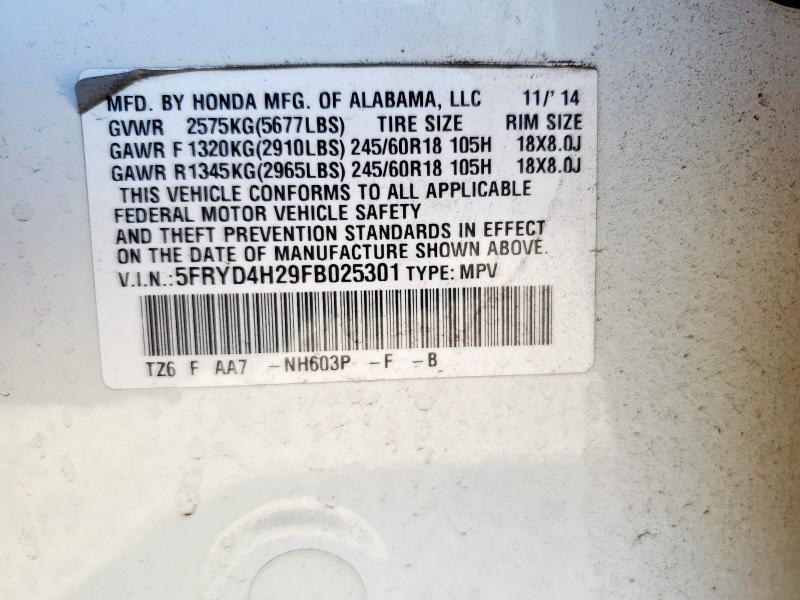 MFD. BY HONDA MFG. OF ALABAMA, LLC 11/' 14
GVWR 2575KG(5677LBS) TIRE SIZE RIM SIZE
GAWR F 1320KG(2910LBS) 245/60R18 105H 18X8.0J
GAWR R1345KG(2965LBS) 245/60R18 105H 18X8.0J
THIS VEHICLE CONFORMS TO ALL APPLICABLE
FEDERAL MOTOR VEHICLE SAFETY
AND THEFT PREVENTION STANDARDS IN EFFECT
ON THE DATE OF MANUFACTURE SHOWN ABOVE.
V.I.N.:5FRYD4H29FB025301 TYPE: MPV
TZ6 F AA7 -NH603P -F -B